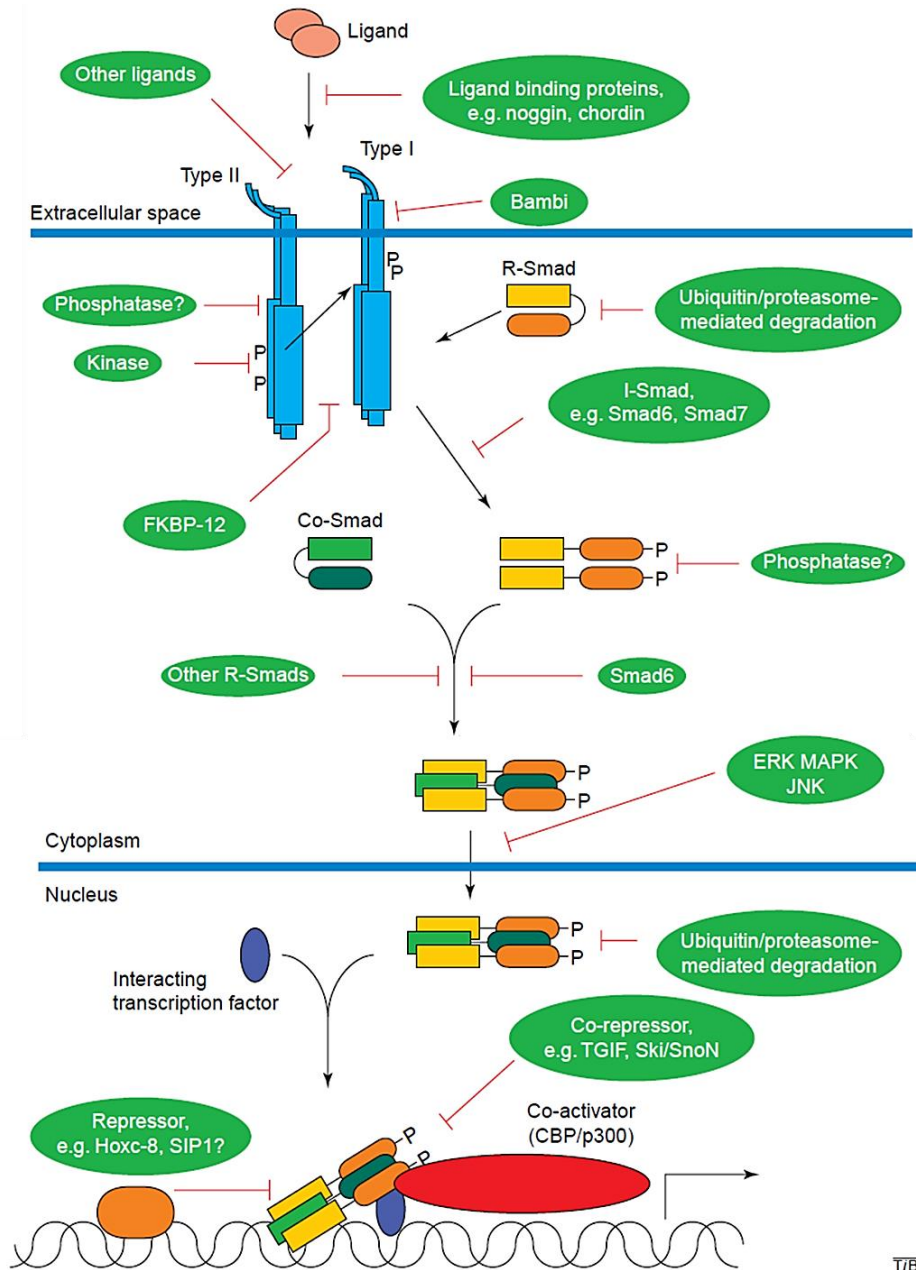 Ligand
Other ligands
Ligand binding proteins,
e.g. noggin, chordin
Type I
Type II
Bambi
Extracellular space
P
P
R-Smad
Phosphatase?
Ubiquitin/proteasome-
mediated degradation
P
Kinase
P
I-Smad,
e.g. Smad6, Smad7
FKBP-12
Co-Smad
P
P
Phosphatase?
Other R-Smads
Smad6
ERK MAPK
JNK
P
P
Cytoplasm
Nucleus
P
P
Ubiquitin/proteasome-
mediated degradation
Interacting
transcription factor
Co-repressor,
e.g. TGIF, Ski/SnoN
Repressor,
e.g. Hoxc-8, SIP1?
Co-activator
(CBP/p300)
P
P